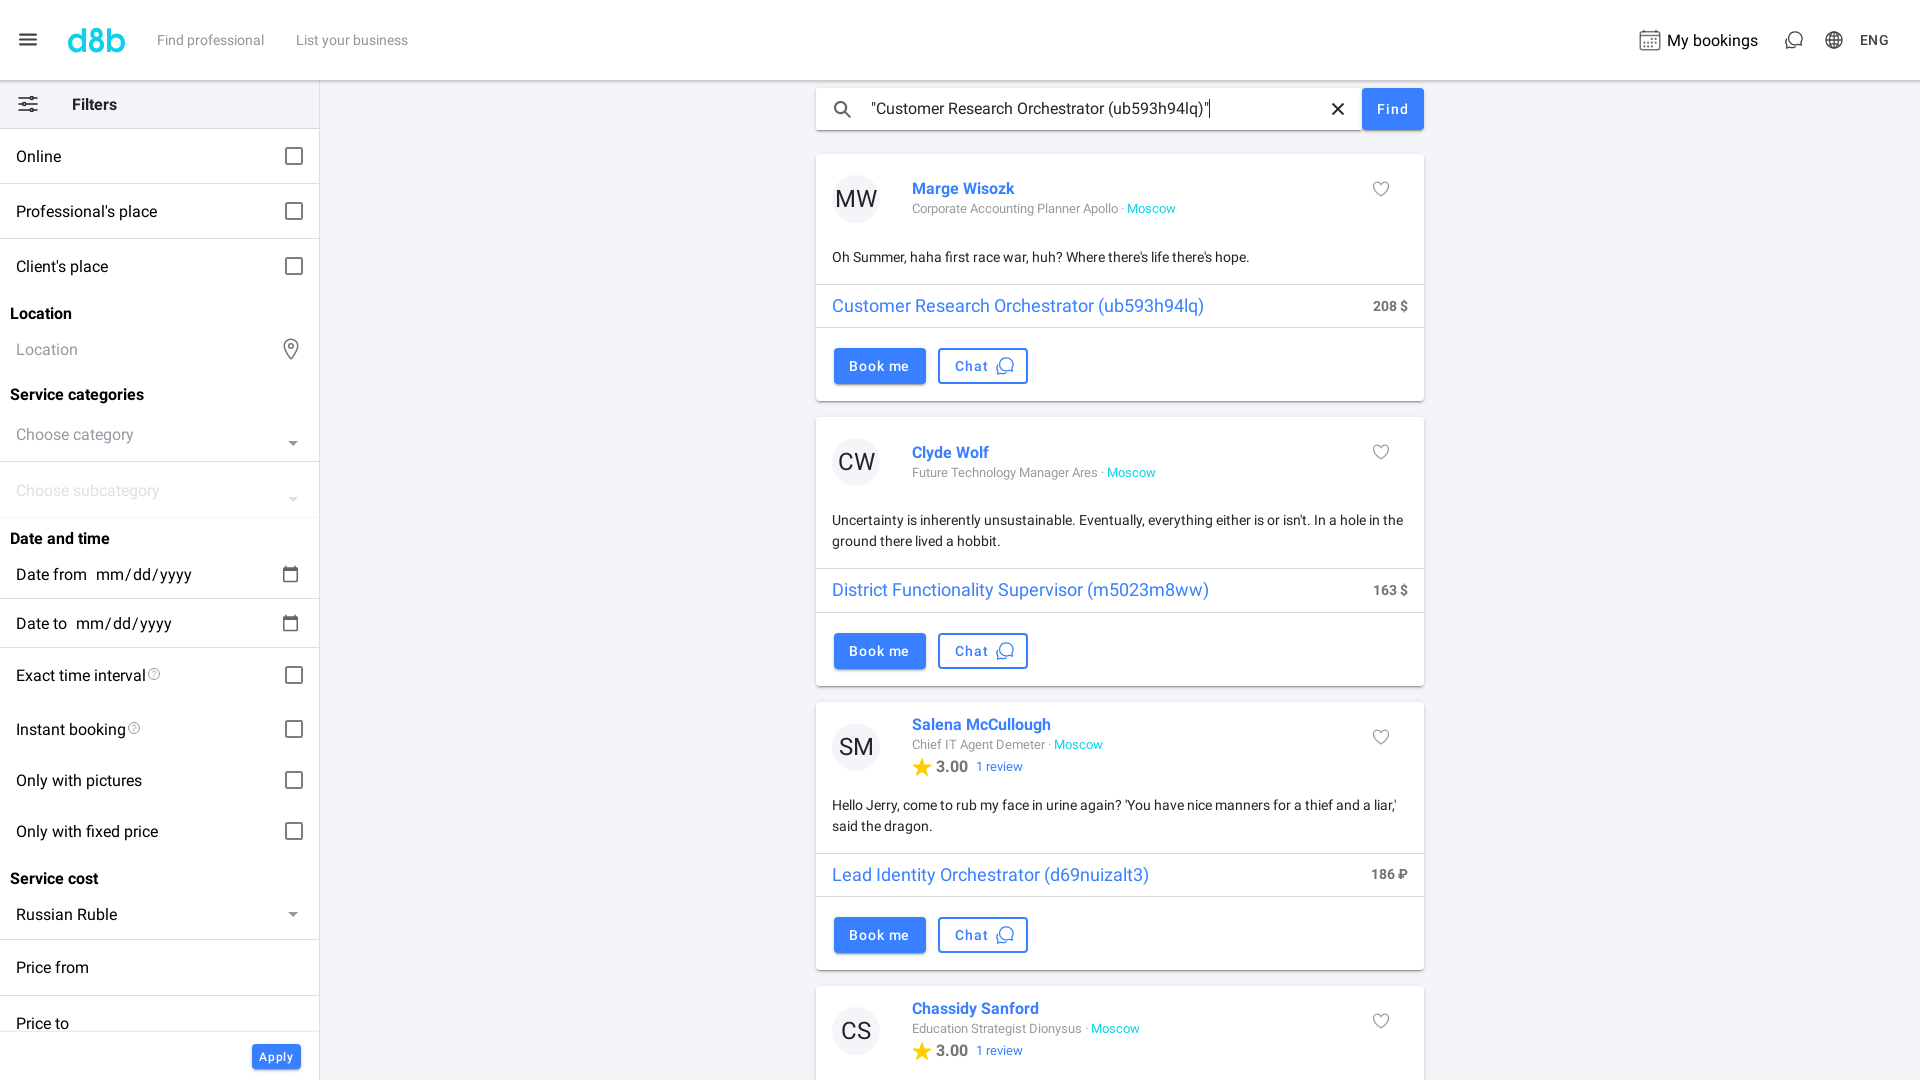 d8b
Find professional
List your business
My bookings
ENG
Filters
Online
Professional's place
Client's place
Location
Location
Service categories
Choose category
Choose subcategory
Date and time
Date from mm/dd/yyyy
Date to mm/dd/yyyy
Exact time interval
Instant booking
Only with pictures
Only with fixed price
Service cost
Russian Ruble
Price from
Price to
Apply
"Customer Research Orchestrator (ub593h94lq)"
Find
MW
Marge Wisozk
Corporate Accounting Planner Apollo · Moscow
Oh Summer, haha first race war, huh? Where there's life there's hope.
Customer Research Orchestrator (ub593h94lq)
208 $
Book me
Chat
CW
Clyde Wolf
Future Technology Manager Ares · Moscow
Uncertainty is inherently unsustainable. Eventually, everything either is or isn't. In a hole in the
ground there lived a hobbit.
District Functionality Supervisor (m5023m8ww)
163 $
Book me
Chat
SM
Salena McCullough
Chief IT Agent Demeter · Moscow
3.00 1 review
Hello Jerry, come to rub my face in urine again? 'You have nice manners for a thief and a liar,'
said the dragon.
Lead Identity Orchestrator (d69nuizalt3)
186 ₽
Book me
Chat
CS
Chassidy Sanford
Education Strategist Dionysus · Moscow
3.00 1 review